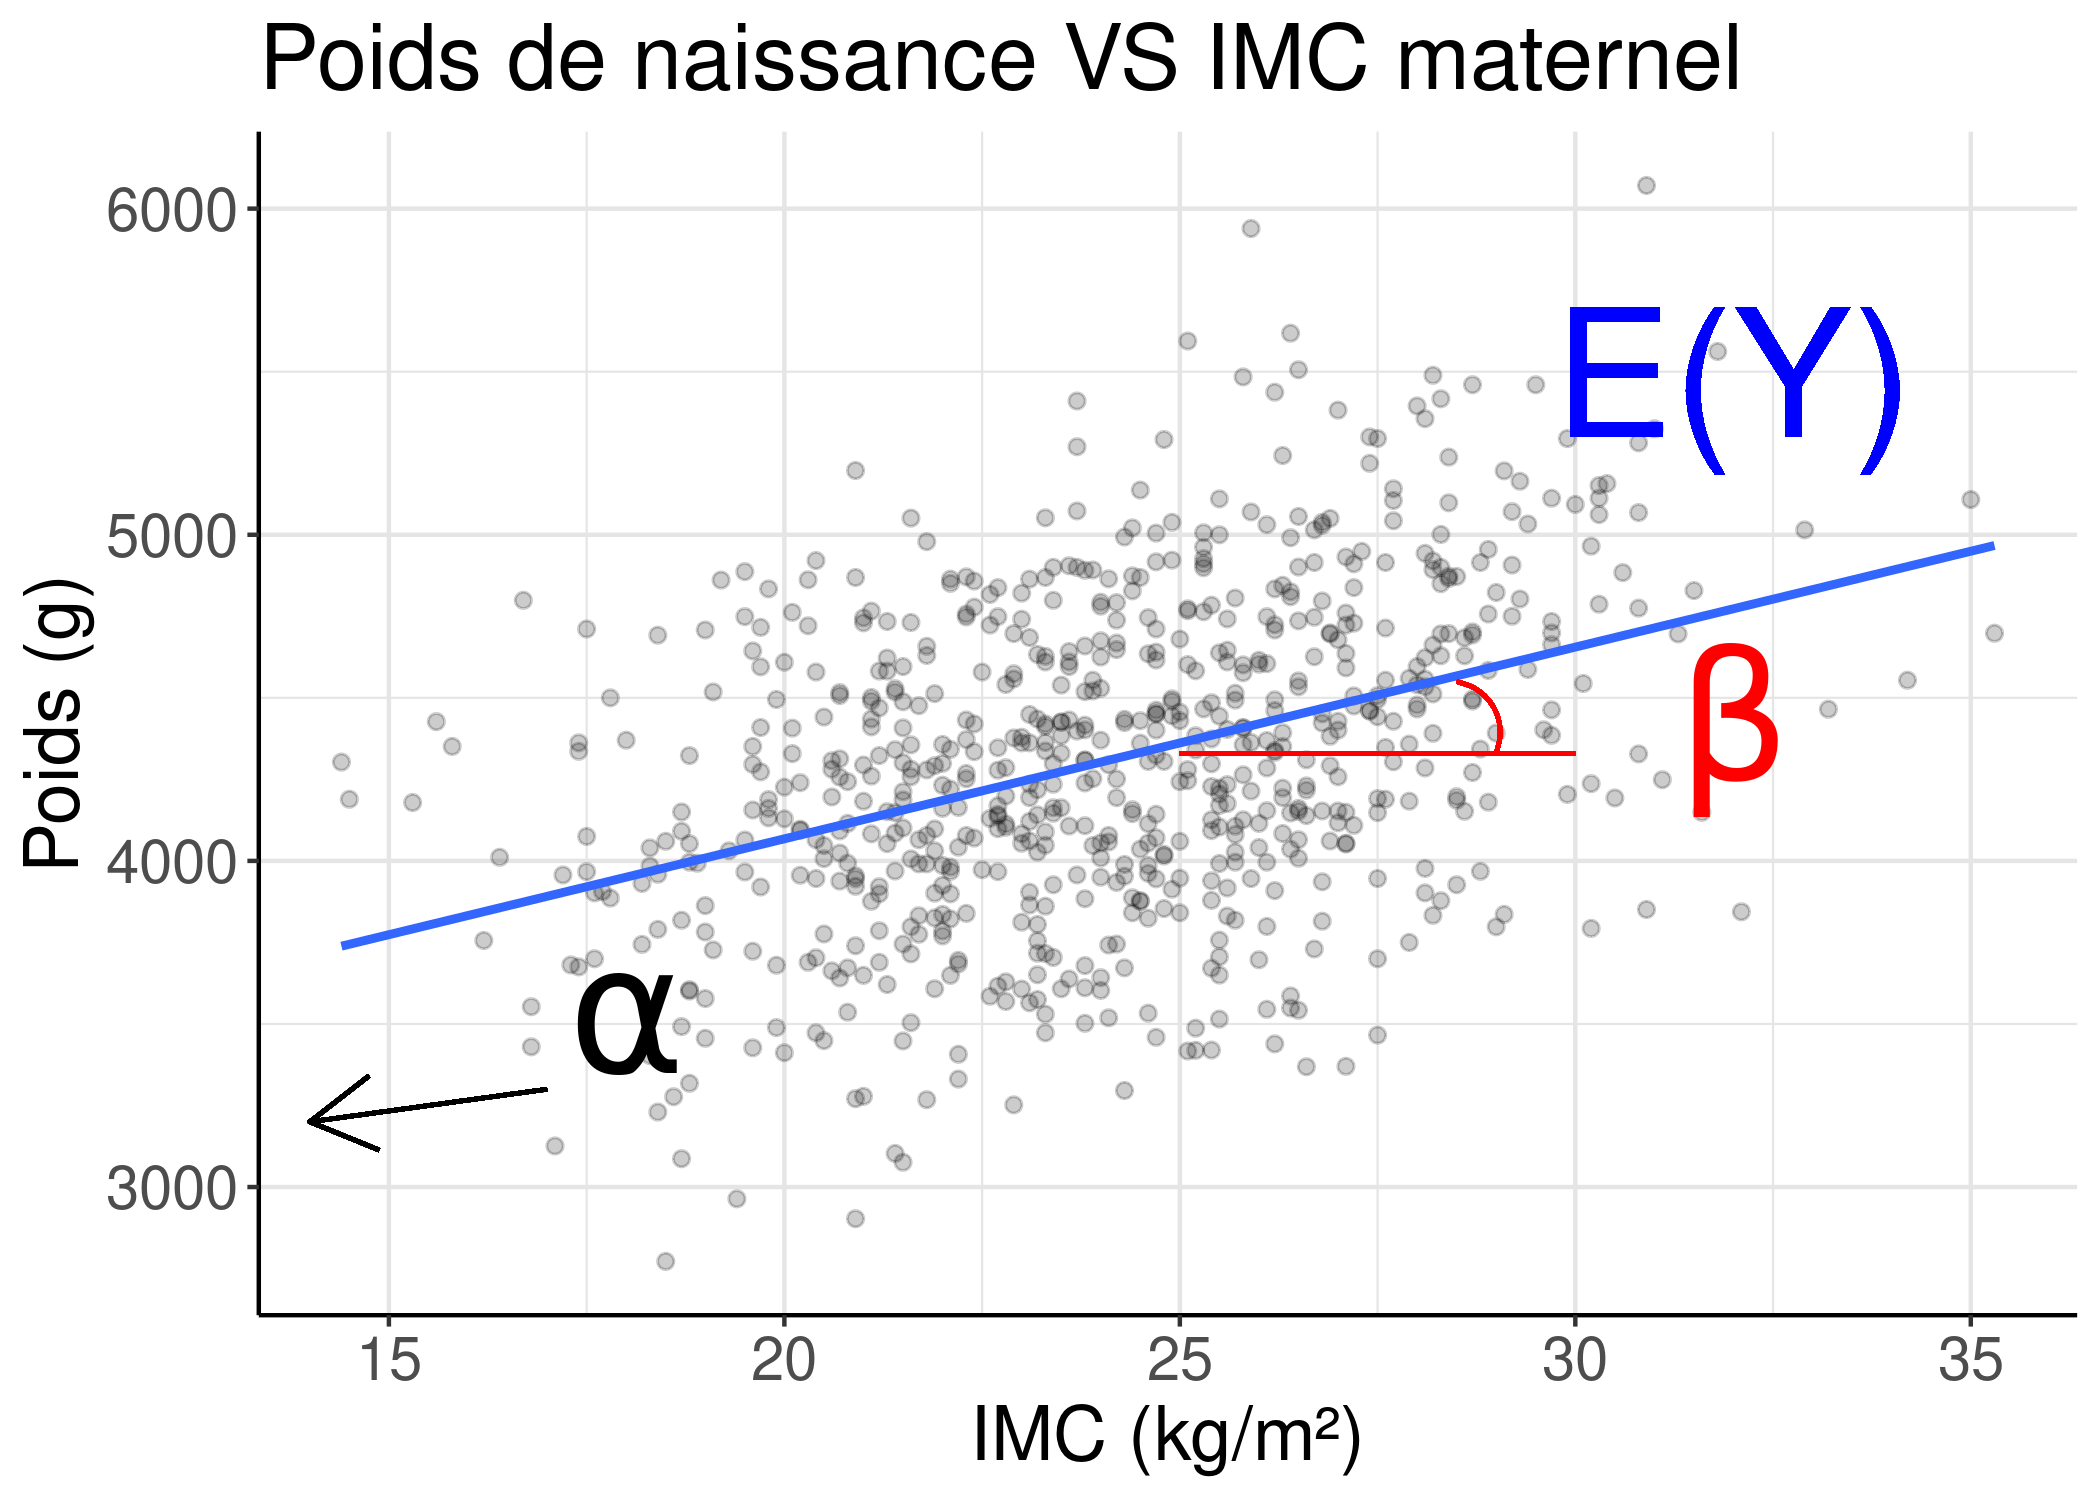 Poids de naissance VS IMC maternel
6000
E(Y)
5000
β
4000
α
3000
Poids (g)
15 20 25 30 35
IMC (kg/m²)